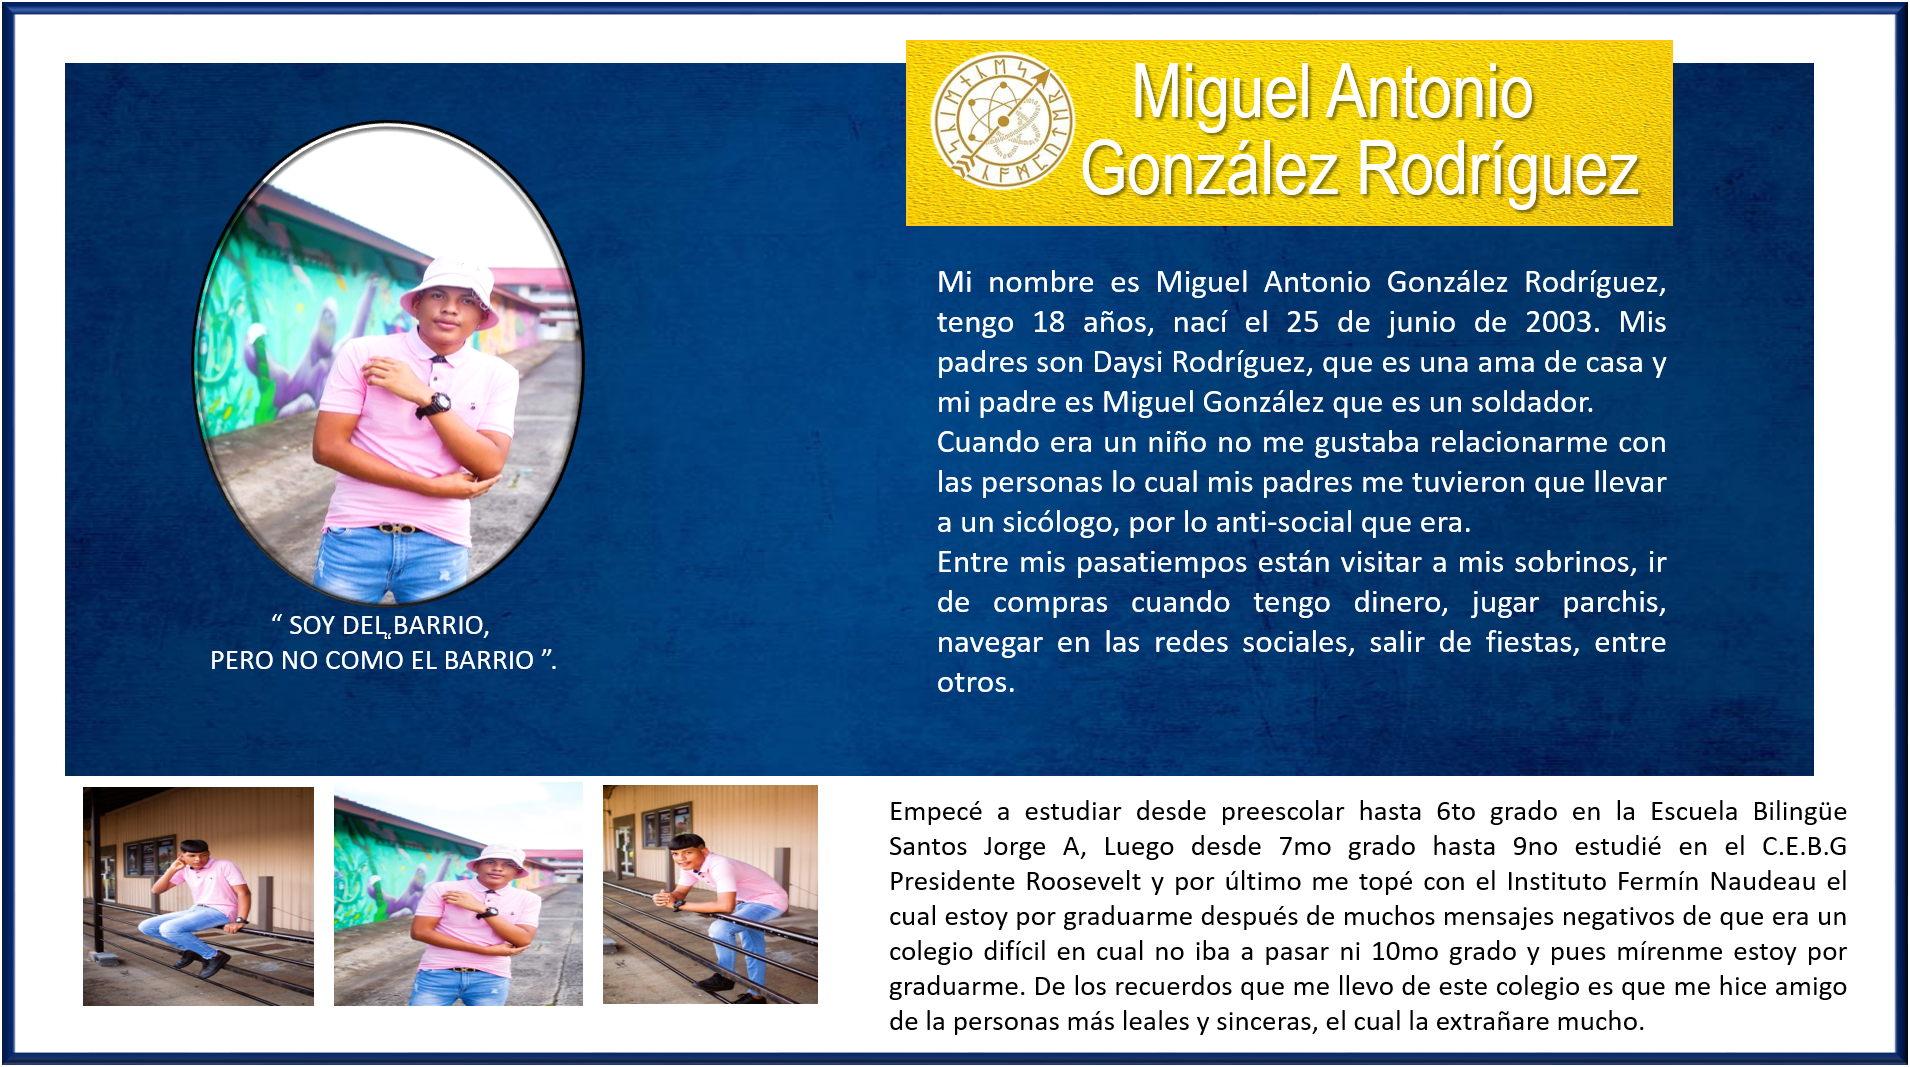 Miguel Antonio
González Rodríguez
Mi nombre es Miguel Antonio González Rodríguez,
tengo 18 años, nací el 25 de junio de 2003. Mis
padres son Daysi Rodríguez, que es una ama de casa y
mi padre es Miguel González que es un soldador.
Cuando era un niño no me gustaba relacionarme con
las personas lo cual mis padres me tuvieron que llevar
a un sicólogo, por lo anti-social que era.
Entre mis pasatiempos están visitar a mis sobrinos, ir
de compras cuando tengo dinero, jugar parchis,
navegar en las redes sociales, salir de fiestas, entre
otros.
“ SOY DEL BARRIO,
“
PERO NO COMO EL BARRIO ”.
Empecé a estudiar desde preescolar hasta 6to grado en la Escuela Bilingüe
Santos Jorge A, Luego desde 7mo grado hasta 9no estudié en el C.E.B.G
Presidente Roosevelt y por último me topé con el Instituto Fermín Naudeau el
cual estoy por graduarme después de muchos mensajes negativos de que era un
colegio difícil en cual no iba a pasar ni 10mo grado y pues mírenme estoy por
graduarme. De los recuerdos que me llevo de este colegio es que me hice amigo
de la personas más leales y sinceras, el cual la extrañare mucho.